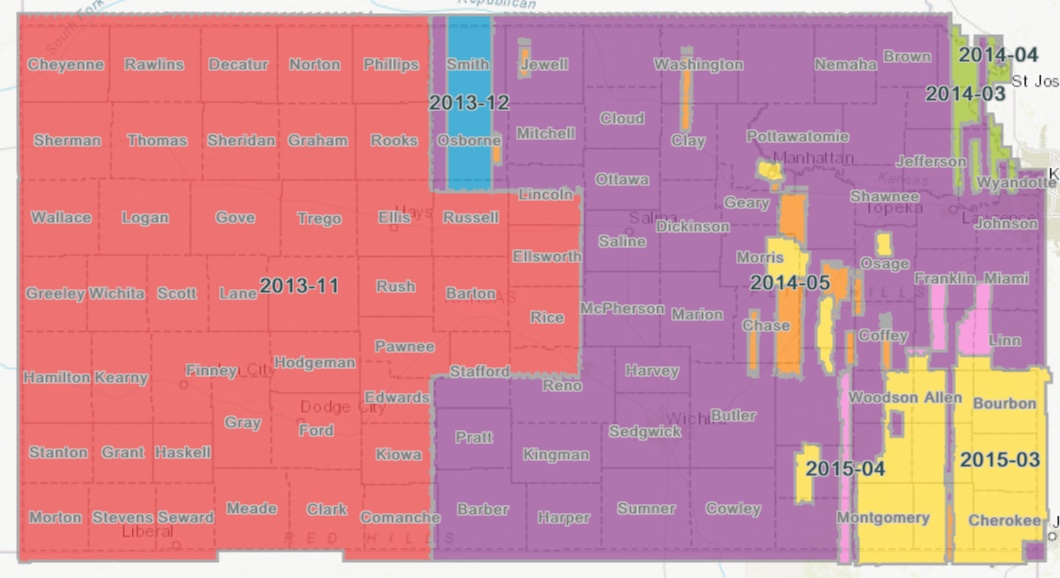 Republican
South Fork
Cheyenne Rawlins Decatur Norton Phillips Smith Jewell Washington Nemaha Brown 2014-04
St Jos
2013-12 2014-03
Sherman Thomas Sheridan Graham Rooks Osborne Mitchell Cloud Clay Pottawatomie
Manhattan Jefferson
Kansas Wyandotte
Ottawa
Lincoln Geary Shawnee
Topeka Lawrence
Wallace Logan Gove Trego Ellis Hays Russell Salina Dickinson Johnson
Saline
Ellsworth Morris Osage
Greeley Wichita Scott Lane 2013-11 Rush Barton 2014-05 Franklin Miami
HILLS
Rice McPherson Marion Chase Coffey Linn
Pawnee
Hamilton Kearny Finney City Hodgeman Stafford Harvey
Reno
Edwards Woodson Allen Bourbon
Dodge City
Gray Ford Sedgwick Wichita Butler
Pratt
Stanton Grant Haskell Kiowa Kingman 2015-04 2015-03
Morton Stevens Seward Meade Clark Comanche Barber Harper Sumner Cowley Montgomery Cherokee
Liberal RED HILLS